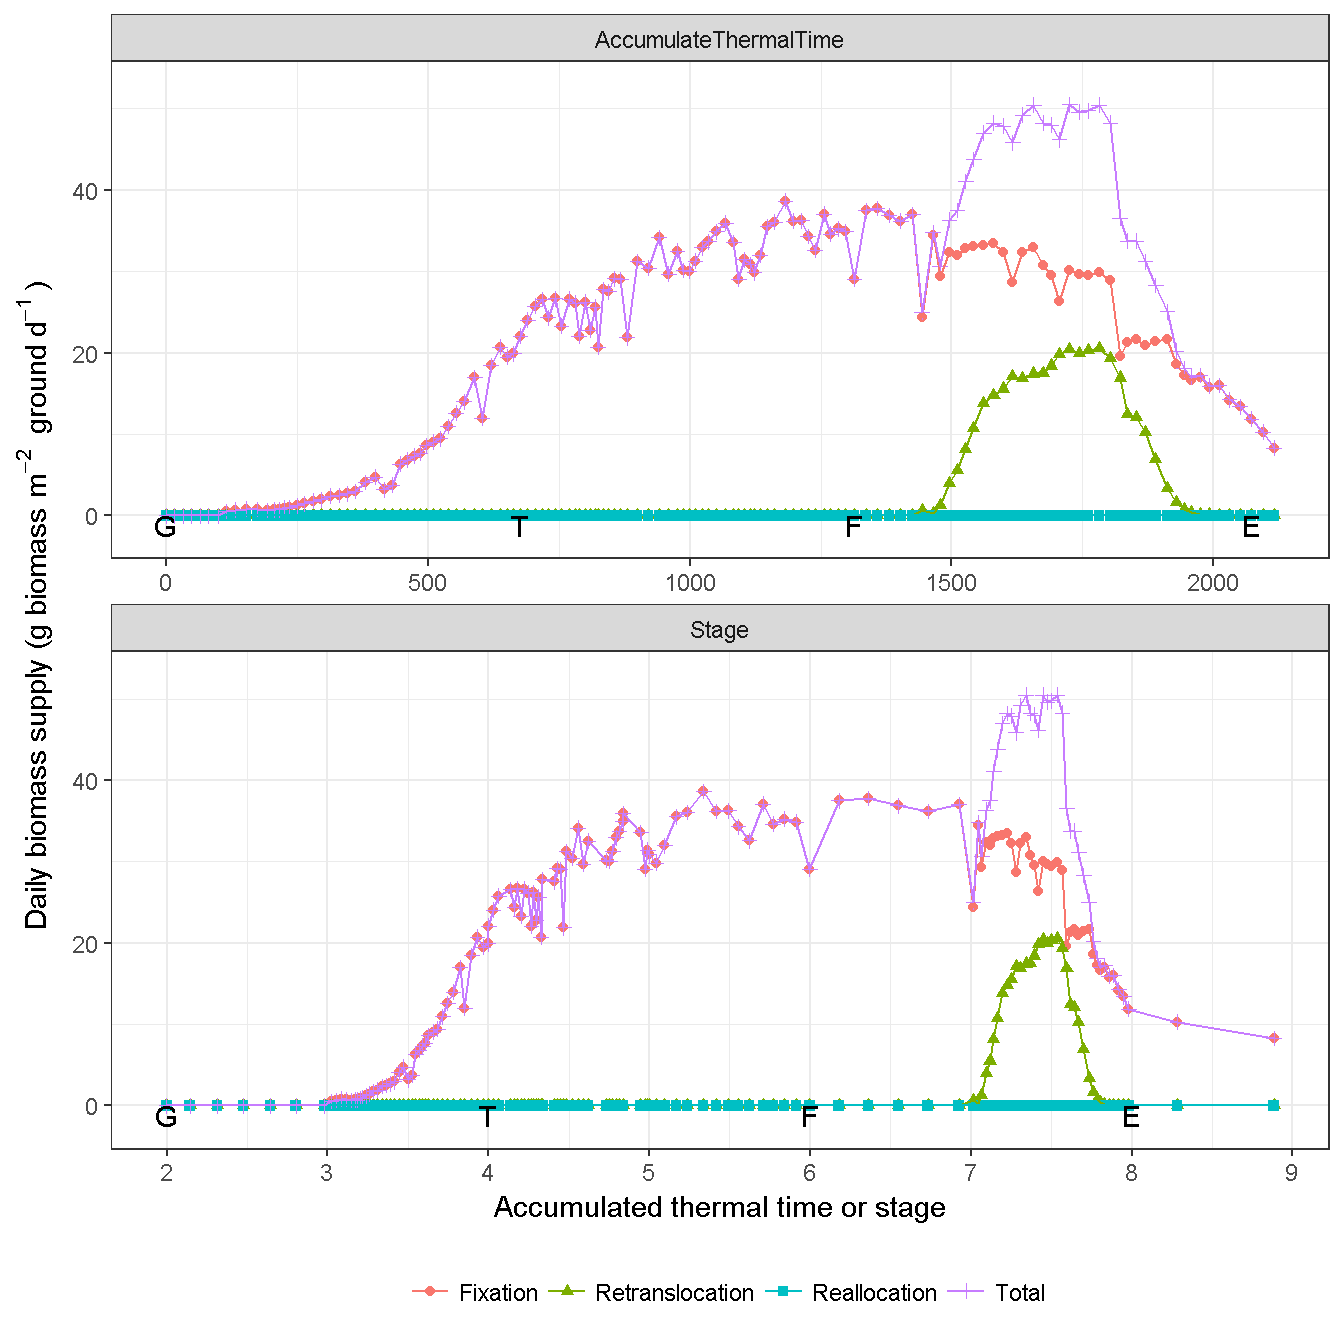 AccumulateThermalTime
40
20
0
G T F E
0 500 1000 1500 2000
Stage
40
20
0
G T F E
2 3 4 5 6 7 8 9
Daily biomass supply (g biomass m⁻² ground d⁻¹)
Accumulated thermal time or stage
Fixation Retranslocation Reallocation Total